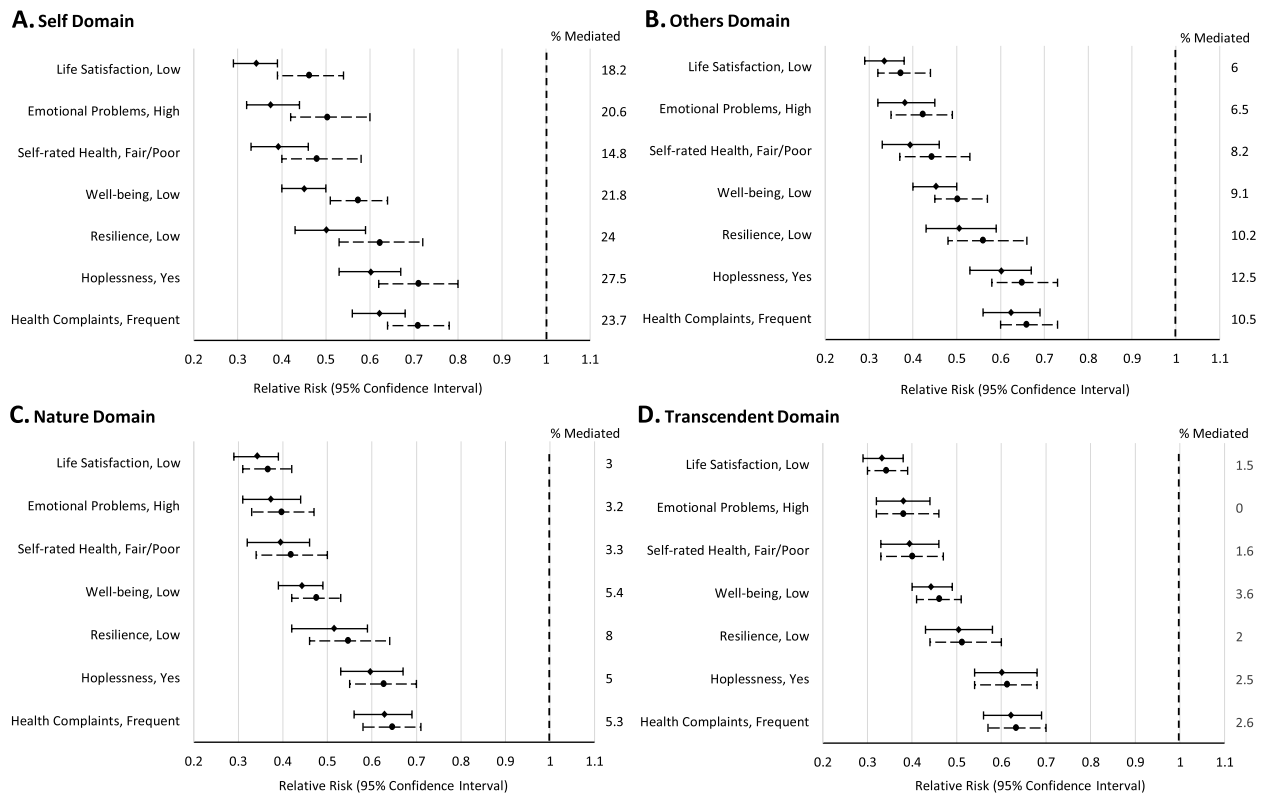 A. Self Domain
% Mediated
Life Satisfaction, Low 18.2
Emotional Problems, High 20.6
Self-rated Health, Fair/Poor 14.8
Well-being, Low 21.8
Resilience, Low 24
Hoplessness, Yes 27.5
Health Complaints, Frequent 23.7
0.2 0.3 0.4 0.5 0.6 0.7 0.8 0.9 1 1.1
Relative Risk (95% Confidence Interval)
B. Others Domain
% Mediated
Life Satisfaction, Low 6
Emotional Problems, High 6.5
Self-rated Health, Fair/Poor 8.2
Well-being, Low 9.1
Resilience, Low 10.2
Hoplessness, Yes 12.5
Health Complaints, Frequent 10.5
0.2 0.3 0.4 0.5 0.6 0.7 0.8 0.9 1 1.1
Relative Risk (95% Confidence Interval)
C. Nature Domain
% Mediated
Life Satisfaction, Low 3
Emotional Problems, High 3.2
Self-rated Health, Fair/Poor 3.3
Well-being, Low 5.4
Resilience, Low 8
Hoplessness, Yes 5
Health Complaints, Frequent 5.3
0.2 0.3 0.4 0.5 0.6 0.7 0.8 0.9 1 1.1
Relative Risk (95% Confidence Interval)
D. Transcendent Domain
% Mediated
Life Satisfaction, Low 1.5
Emotional Problems, High 0
Self-rated Health, Fair/Poor 1.6
Well-being, Low 3.6
Resilience, Low 2
Hoplessness, Yes 2.5
Health Complaints, Frequent 2.6
0.2 0.3 0.4 0.5 0.6 0.7 0.8 0.9 1 1.1
Relative Risk (95% Confidence Interval)